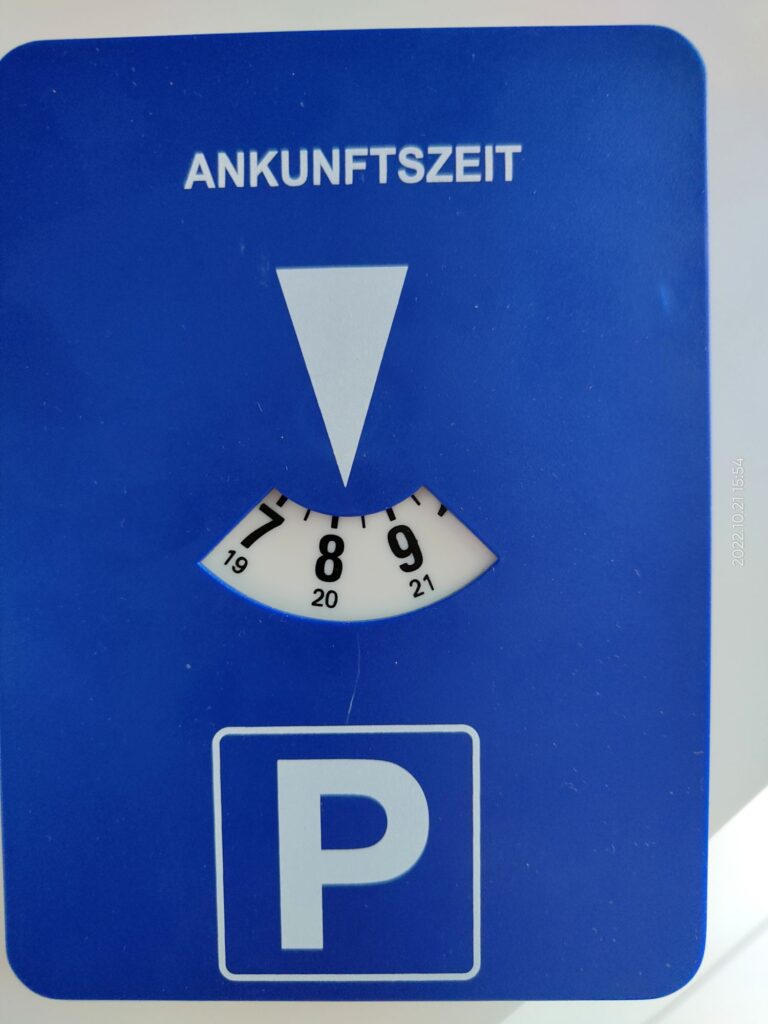 ANKUNFTSZEIT
7 8 9
19 20 21
P
2022.10.21 15:54